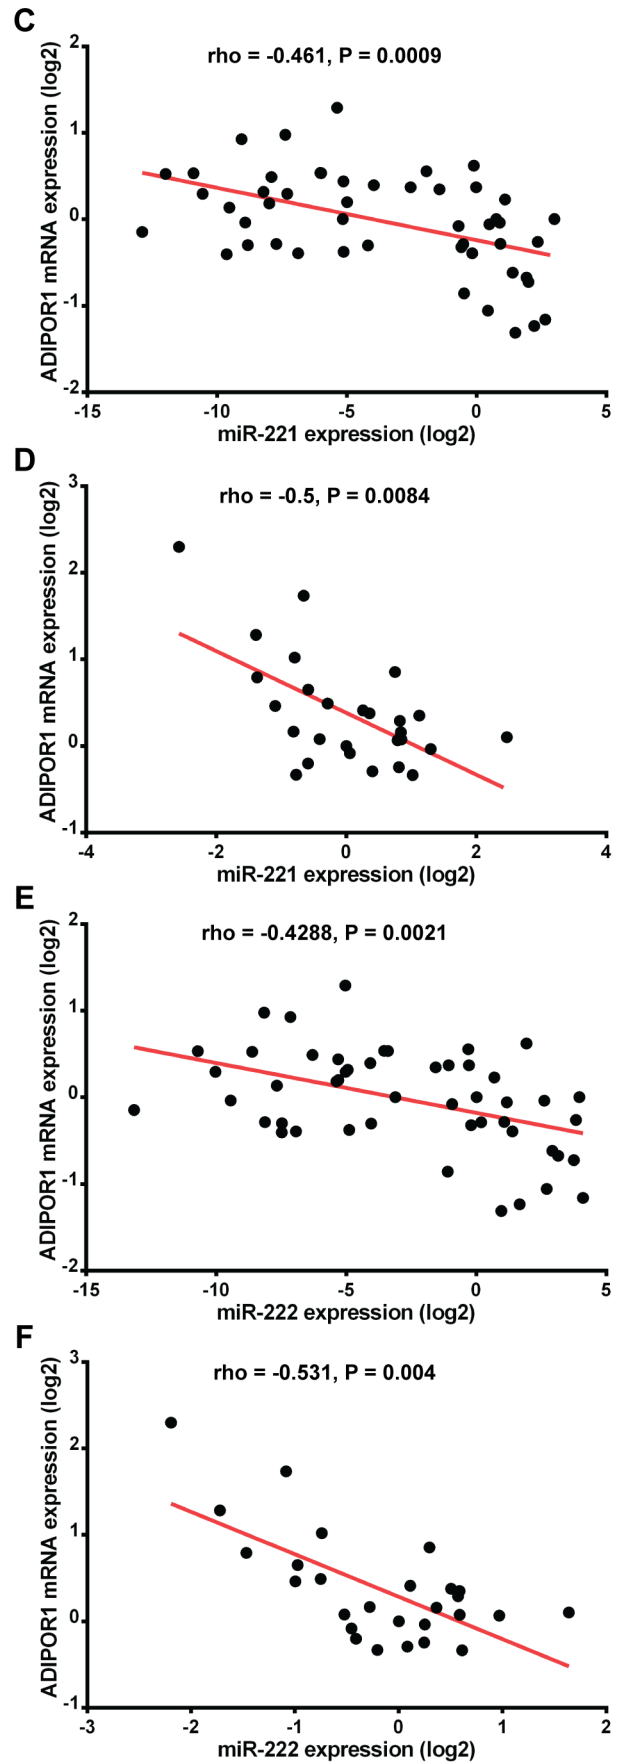 C
rho = -0.461, P = 0.0009
ADIPOR1 mRNA expression (log2)
2
1
0
-1
-2
-15 -10 -5 0 5
miR-221 expression (log2)
D
rho = -0.5, P = 0.0084
ADIPOR1 mRNA expression (log2)
3
2
1
0
-1
-4 -2 0 2 4
miR-221 expression (log2)
E
rho = -0.4288, P = 0.0021
ADIPOR1 mRNA expression (log2)
2
1
0
-1
-2
-15 -10 -5 0 5
miR-222 expression (log2)
F
rho = -0.531, P = 0.004
ADIPOR1 mRNA expression (log2)
3
2
1
0
-1
-3 -2 -1 0 1 2
miR-222 expression (log2)